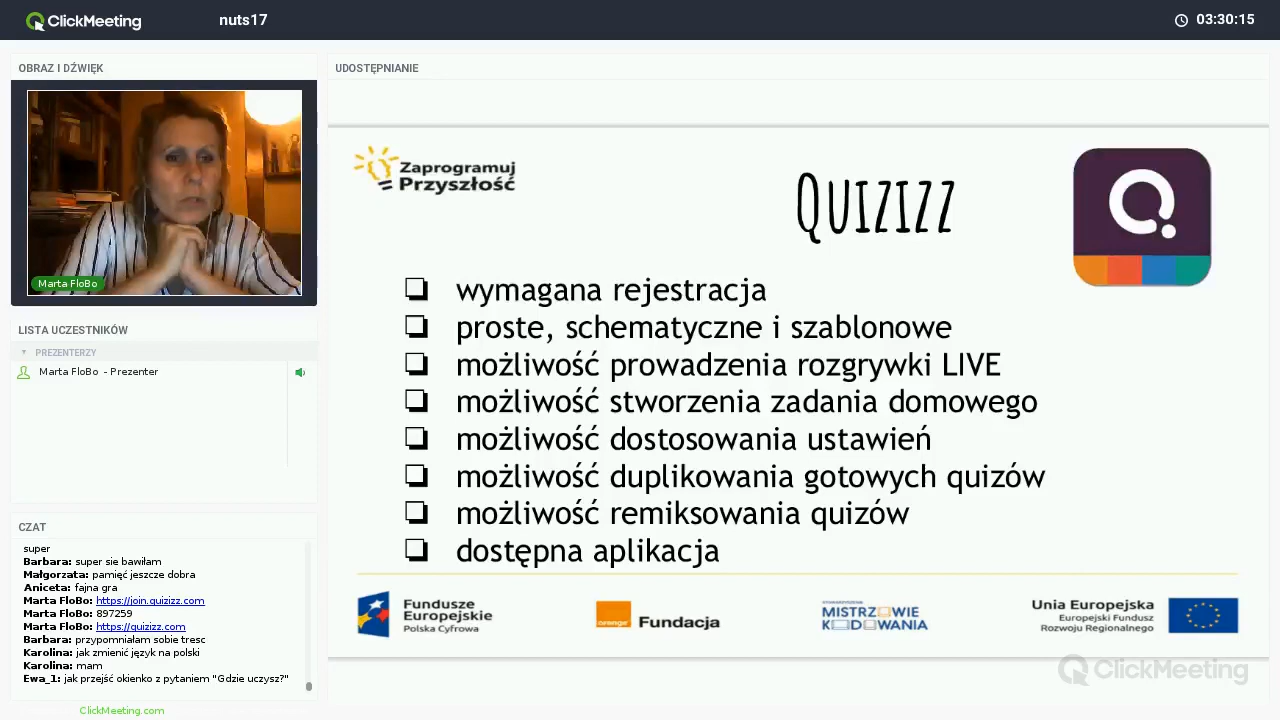 ClickMeeting
nuts17
03:30:15
OBRAZ I DŹWIĘK
Marta FloBo
LISTA UCZESTNIKÓW
PREZENTERZY
Marta FloBo - Prezenter
CZAT
super
Barbara: super sie bawiłam
Małgorzata: pamięć jeszcze dobra
Aniceta: fajna gra
Marta FloBo: https://join.quizizz.com
Marta FloBo: 897259
Marta FloBo: https://quizizz.com
Barbara: przypomniałam sobie tresc
Karolina: jak zmienić język na polski
Karolina: mam
Ewa_1: jak przejść okienko z pytaniem "Gdzie uczysz?"
ClickMeeting.com
UDOSTĘPNIANIE
Zaprogramuj
Przyszłość
QUIZIZZ
wymagana rejestracja
proste, schematyczne i szablonowe
możliwość prowadzenia rozgrywki LIVE
możliwość stworzenia zadania domowego
możliwość dostosowania ustawień
możliwość duplikowania gotowych quizów
możliwość remiksowania quizów
dostępna aplikacja
Fundusze
Europejskie
Polska Cyfrowa
orange
Fundacja
STOWARZYSZENIE
MISTRZOWIE
KODOWANIA
Unia Europejska
Europejski Fundusz
Rozwoju Regionalnego
ClickMeeting